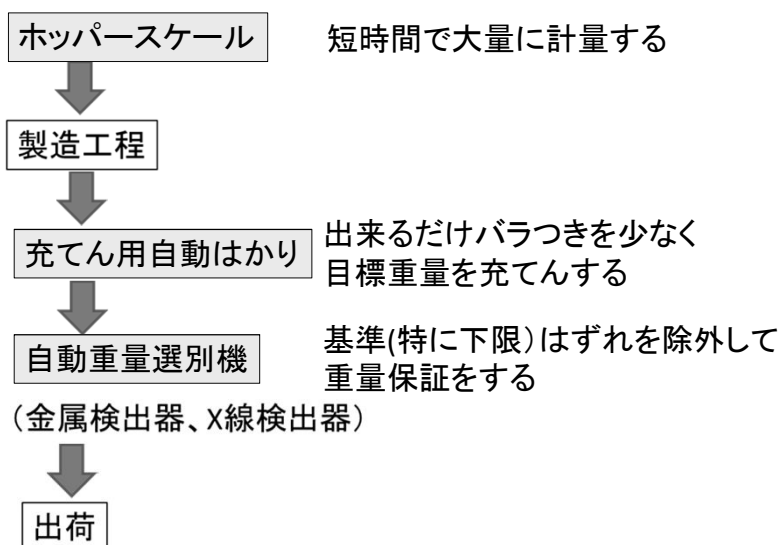 ホッパースケール
短時間で大量に計量する
製造工程
充てん用自動はかり
出来るだけバラつきを少なく
目標重量を充てんする
自動重量選別機
基準(特に下限）はずれを除外して
重量保証をする
（金属検出器、X線検出器）
出荷